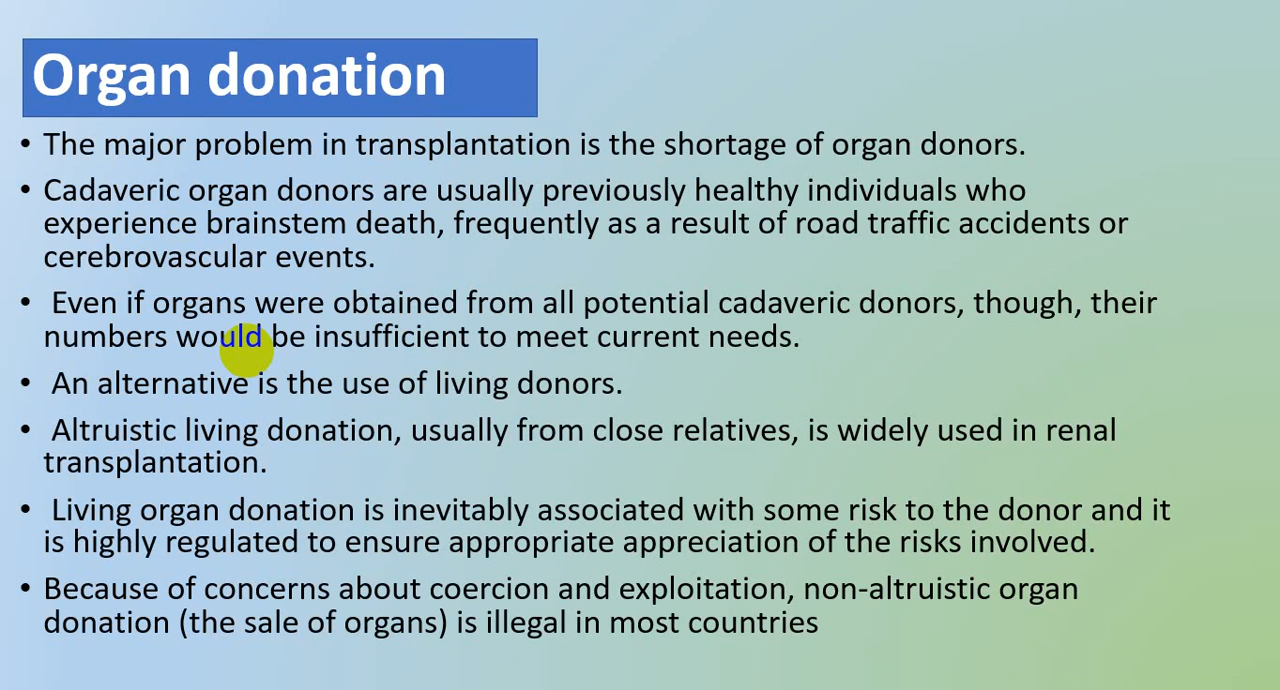 Organ donation
• The major problem in transplantation is the shortage of organ donors.
• Cadaveric organ donors are usually previously healthy individuals who
experience brainstem death, frequently as a result of road traffic accidents or
cerebrovascular events.
• Even if organs were obtained from all potential cadaveric donors, though, their
numbers would be insufficient to meet current needs.
• An alternative is the use of living donors.
• Altruistic living donation, usually from close relatives, is widely used in renal
transplantation.
• Living organ donation is inevitably associated with some risk to the donor and it
is highly regulated to ensure appropriate appreciation of the risks involved.
• Because of concerns about coercion and exploitation, non-altruistic organ
donation (the sale of organs) is illegal in most countries